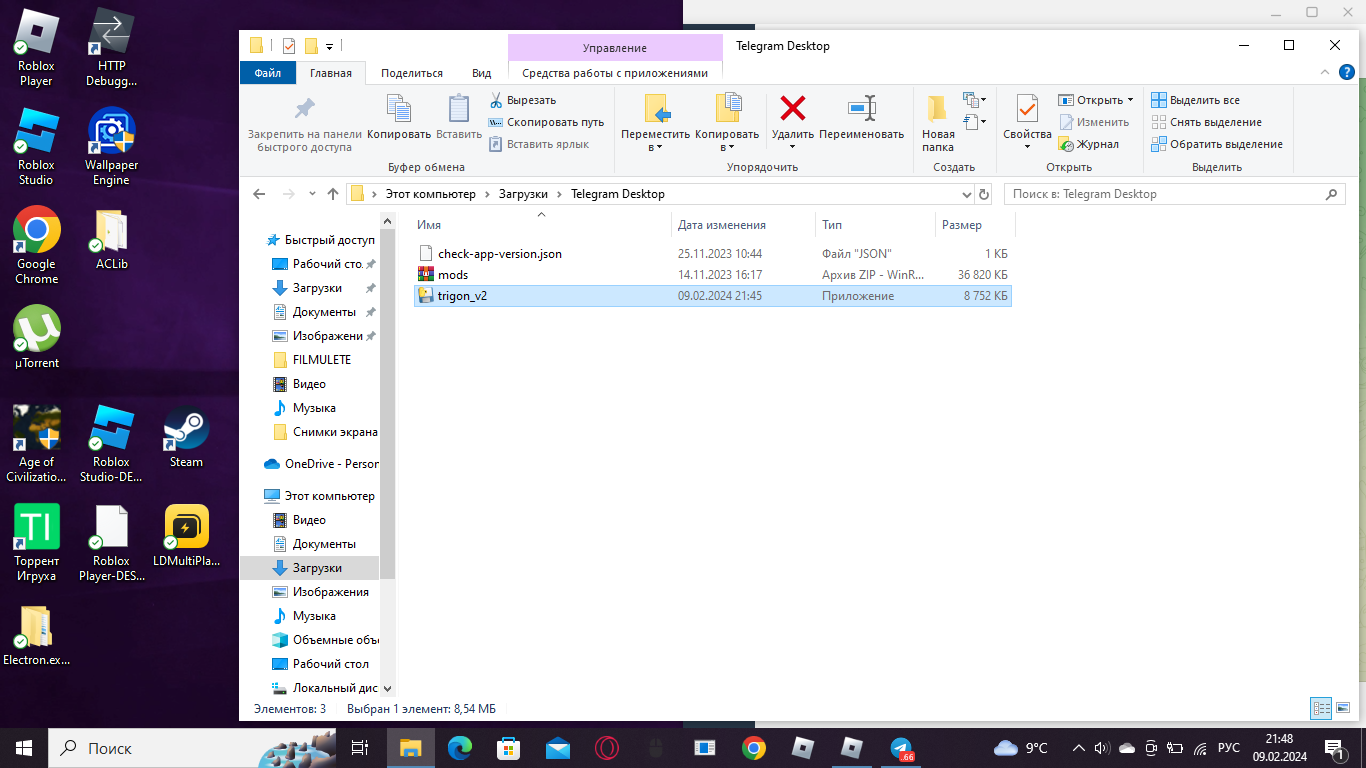 Roblox
Player
HTTP
Debugg...
Roblox
Studio
Wallpaper
Engine
Google
Chrome
ACLib
µTorrent
Age of
Civilizatio...
Roblox
Studio-DE...
Steam
Торрент
Игруха
Roblox
Player-DES...
LDMultiPla...
Electron.ex...
Управление
Telegram Desktop
Файл
Главная
Поделиться
Вид
Средства работы с приложениями
Закрепить на панели
быстрого доступа
Копировать
Вставить
Вырезать
Скопировать путь
Вставить ярлык
Буфер обмена
Переместить
в
Копировать
в
Удалить
Переименовать
Упорядочить
Новая
папка
Создать
Свойства
Открыть
Изменить
Журнал
Открыть
Выделить все
Снять выделение
Обратить выделение
Выделить
Этот компьютер
Загрузки
Telegram Desktop
Поиск в: Telegram Desktop
Быстрый доступ
Рабочий сто
Загрузки
Документы
Изображени
FILMULETE
Видео
Музыка
Снимки экрана
OneDrive - Person
Этот компьютер
Видео
Документы
Загрузки
Изображения
Музыка
Объемные объ
Рабочий стол
Локальный дис
Имя Дата изменения Тип Размер
check-app-version.json 25.11.2023 10:44 Файл "JSON" 1 КБ
mods 14.11.2023 16:17 Архив ZIP - WinR... 36 820 КБ
trigon_v2 09.02.2024 21:45 Приложение 8 752 КБ
Элементов: 3 Выбран 1 элемент: 8,54 МБ
Поиск
.66
9°C
РУС
21:48
09.02.2024
1